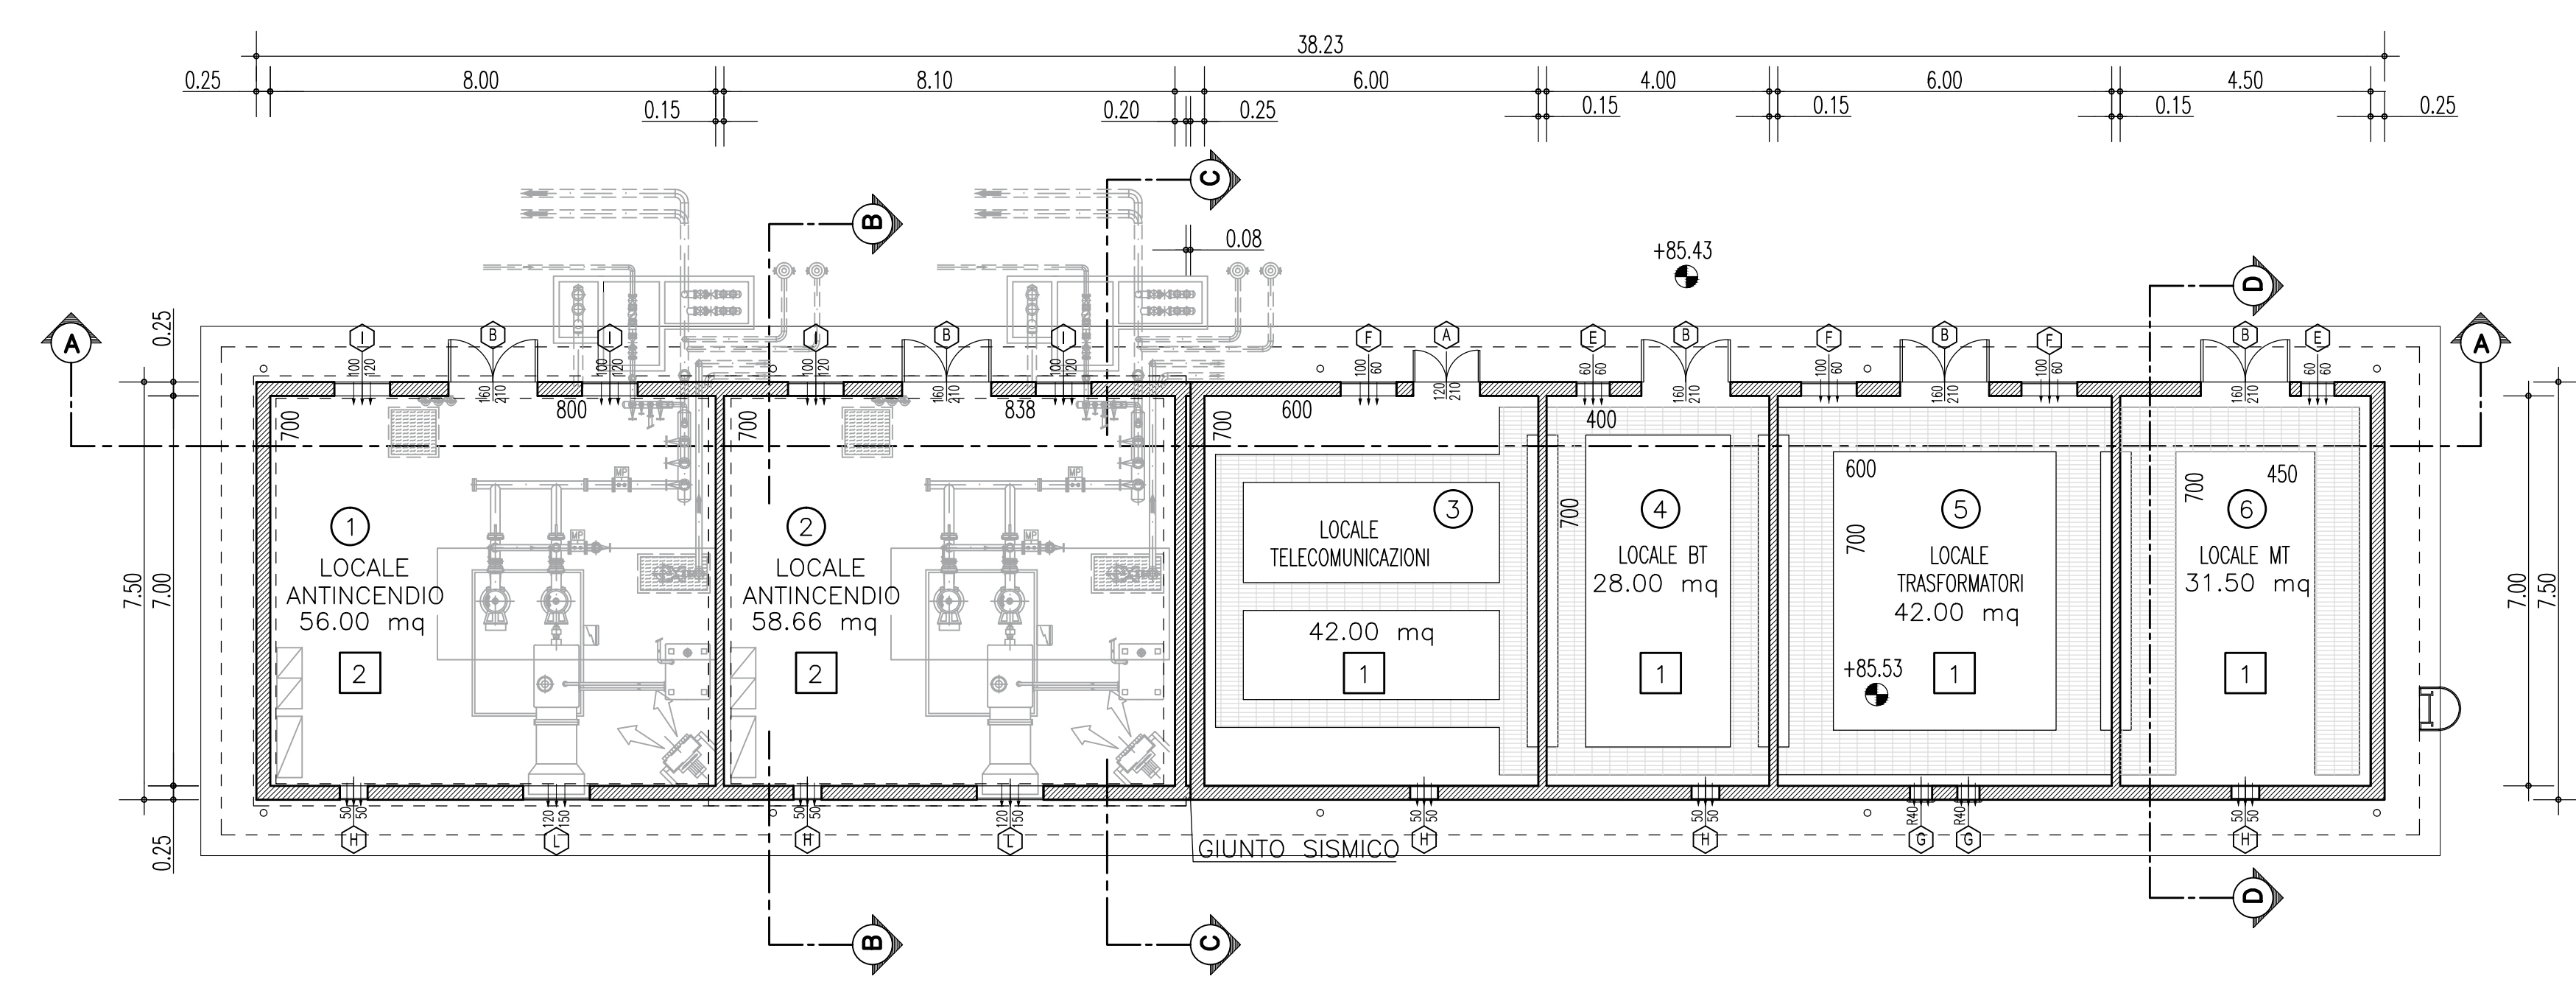 38.23
0.25 8.00 8.10 6.00 4.00 6.00 4.50
0.15 0.20 0.25 0.15 0.15 0.15 0.25
C
B
0.08
+85.43
D
A
0.25
I B I I B I F A E B F B F B E
A
100 120 160 210 100 120 100 120 160 210 100 120 100 60 120 210 60 60 160 210 100 60 160 210 100 60 160 210 60 60
700 800 700 838 700 600 400
600 450
MP MP
700 700 700
1 2 3 4 5 6
MP MP
LOCALE
ANTINCENDIO
56.00 mq
2
LOCALE
ANTINCENDIO
58.66 mq
2
LOCALE
TELECOMUNICAZIONI
42.00 mq
1
LOCALE BT
28.00 mq
1
LOCALE
TRASFORMATORI
42.00 mq
+85.53
1
LOCALE MT
31.50 mq
1
7.50 7.00
7.00 7.50
0.25
50 50 120 150 50 50 120 150 50 50 50 50 R40 R40 50 50
H L H L H H G G H
GIUNTO SISMICO
D
B
C